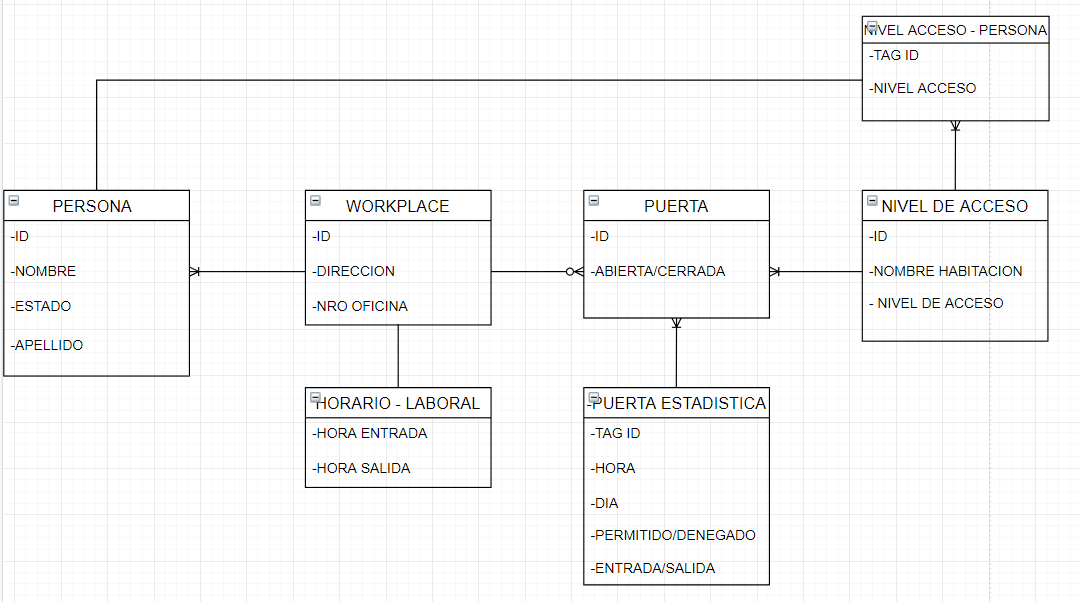 NIVEL ACCESO - PERSONA
-TAG ID
-NIVEL ACCESO
PERSONA
-ID
-NOMBRE
-ESTADO
-APELLIDO
WORKPLACE
-ID
-DIRECCION
-NRO OFICINA
PUERTA
-ID
-ABIERTA/CERRADA
NIVEL DE ACCESO
-ID
-NOMBRE HABITACION
- NIVEL DE ACCESO
HORARIO - LABORAL
-HORA ENTRADA
-HORA SALIDA
-PUERTA ESTADISTICA
-TAG ID
-HORA
-DIA
-PERMITIDO/DENEGADO
-ENTRADA/SALIDA